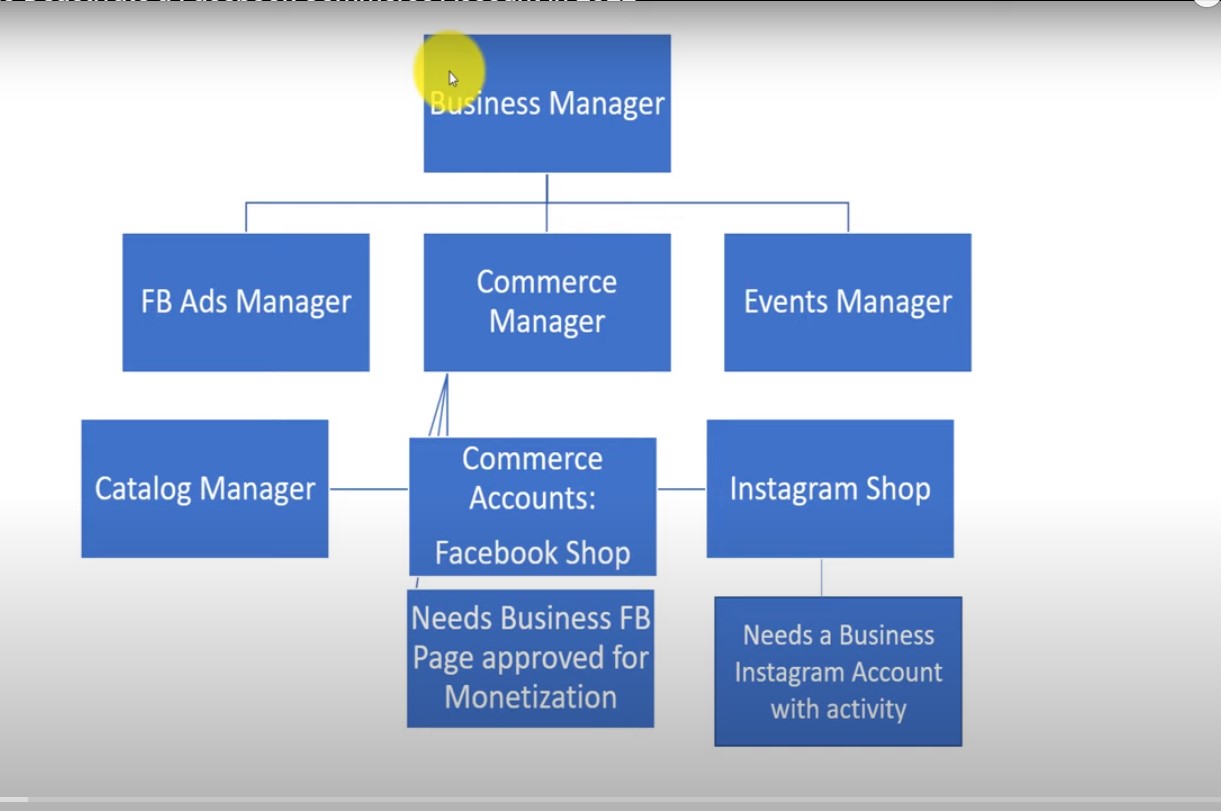 Business Manager
FB Ads Manager
Commerce
Manager
Events Manager
Catalog Manager
Commerce
Accounts:
Facebook Shop
Instagram Shop
Needs Business FB
Page approved for
Monetization
Needs a Business
Instagram Account
with activity